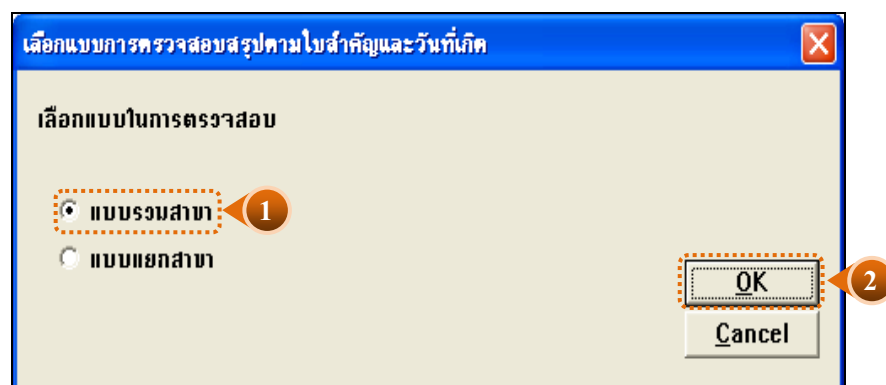 เลือกแบบการตรวจสอบสรุปตามใบสำคัญและวันที่เกิด
เลือกแบบในการตรวจสอบ
แบบรวมสาขา 1
แบบแยกสาขา
OK 2
Cancel